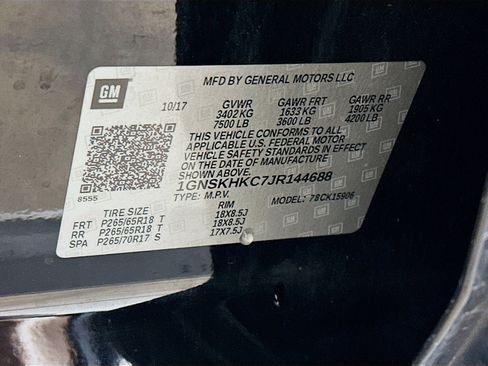 MFD BY GENERAL MOTORS LLC
GM
10/17 GVWR GAWR FRT GAWR RR
3402 KG 1633 KG 1905 KG
7500 LB 3600 LB 4200 LB
THIS VEHICLE CONFORMS TO ALL
APPLICABLE U.S. FEDERAL MOTOR
VEHICLE SAFETY STANDARDS IN EFFECT
ON THE DATE OF MANUFACTURE
SHOWN ABOVE.
8555
1GNSKHKC7JR144688
TYPE: M.P.V. MODEL: 78CK15906
TIRE SIZE RIM
FRT P265/65R18 T 18X8.5J
RR P265/65R18 T 18X8.5J
SPA P265/70R17 S 17X7.5J